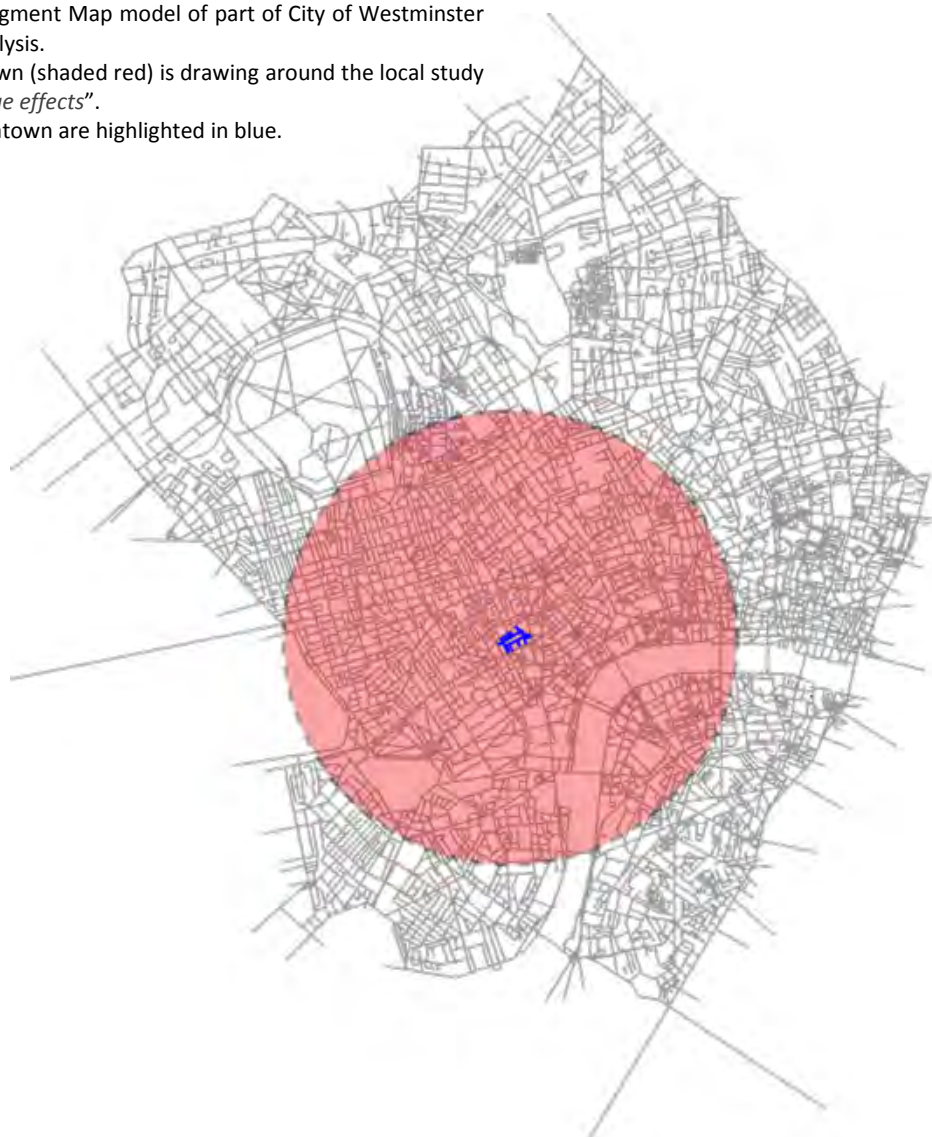 gment Map model of part of City of Westminster
lysis.
wn (shaded red) is drawing around the local study
e effects”.
ntown are highlighted in blue.